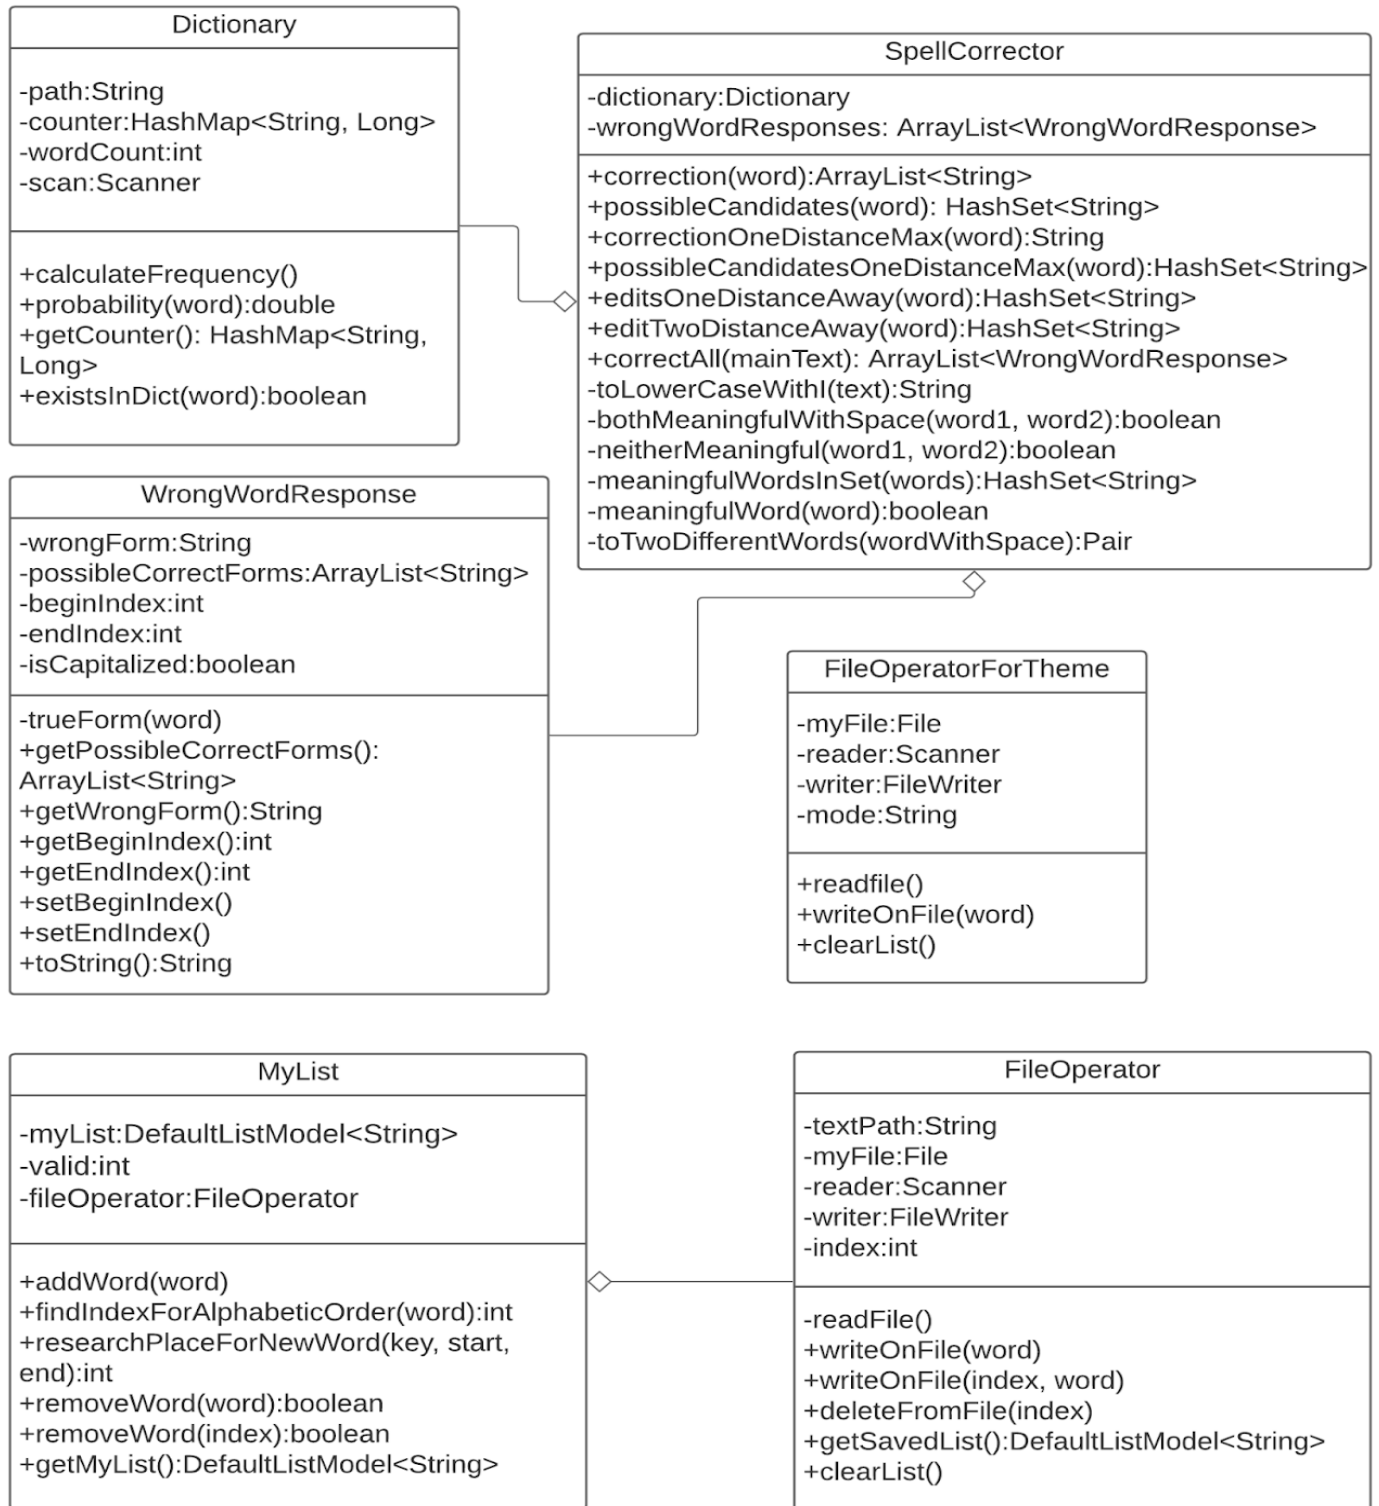 Dictionary
-path:String
-counter:HashMap<String, Long>
-wordCount:int
-scan:Scanner
+calculateFrequency()
+probability(word):double
+getCounter(): HashMap<String,
Long>
+existsInDict(word):boolean
SpellCorrector
-dictionary:Dictionary
-wrongWordResponses: ArrayList<WrongWordResponse>
+correction(word):ArrayList<String>
+possibleCandidates(word): HashSet<String>
+correctionOneDistanceMax(word):String
+possibleCandidatesOneDistanceMax(word):HashSet<String>
+editsOneDistanceAway(word):HashSet<String>
+editTwoDistanceAway(word):HashSet<String>
+correctAll(mainText): ArrayList<WrongWordResponse>
-toLowerCaseWithI(text):String
-bothMeaningfulWithSpace(word1, word2):boolean
-neitherMeaningful(word1, word2):boolean
-meaningfulWordsInSet(words):HashSet<String>
-meaningfulWord(word):boolean
-toTwoDifferentWords(wordWithSpace):Pair
WrongWordResponse
-wrongForm:String
-possibleCorrectForms:ArrayList<String>
-beginIndex:int
-endIndex:int
-isCapitalized:boolean
-trueForm(word)
+getPossibleCorrectForms():
ArrayList<String>
+getWrongForm():String
+getBeginIndex():int
+getEndIndex():int
+setBeginIndex()
+setEndIndex()
+toString():String
FileOperatorForTheme
-myFile:File
-reader:Scanner
-writer:FileWriter
-mode:String
+readfile()
+writeOnFile(word)
+clearList()
MyList
-myList:DefaultListModel<String>
-valid:int
-fileOperator:FileOperator
+addWord(word)
+findIndexForAlphabeticOrder(word):int
+researchPlaceForNewWord(key, start,
end):int
+removeWord(word):boolean
+removeWord(index):boolean
+getMyList():DefaultListModel<String>
FileOperator
-textPath:String
-myFile:File
-reader:Scanner
-writer:FileWriter
-index:int
-readFile()
+writeOnFile(word)
+writeOnFile(index, word)
+deleteFromFile(index)
+getSavedList():DefaultListModel<String>
+clearList()